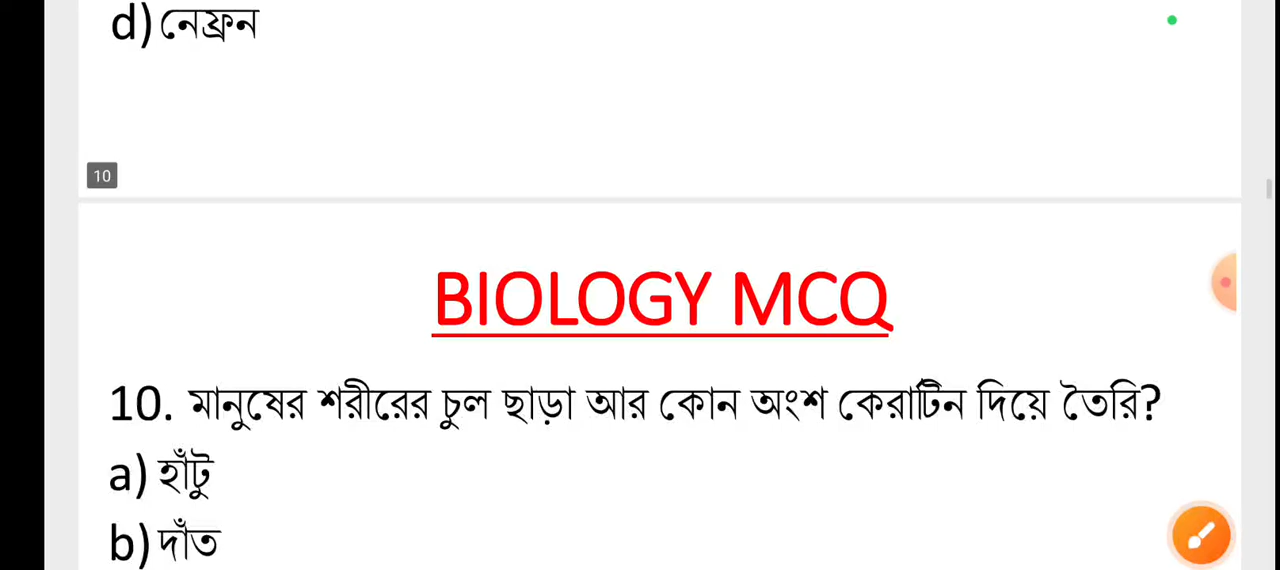 d) নেফ্রন
10
BIOLOGY MCQ
10. মানুষের শরীরের চুল ছাড়া আর কোন অংশ কেরাটিন দিয়ে তৈরি?
a) হাঁটু
b) দাঁত